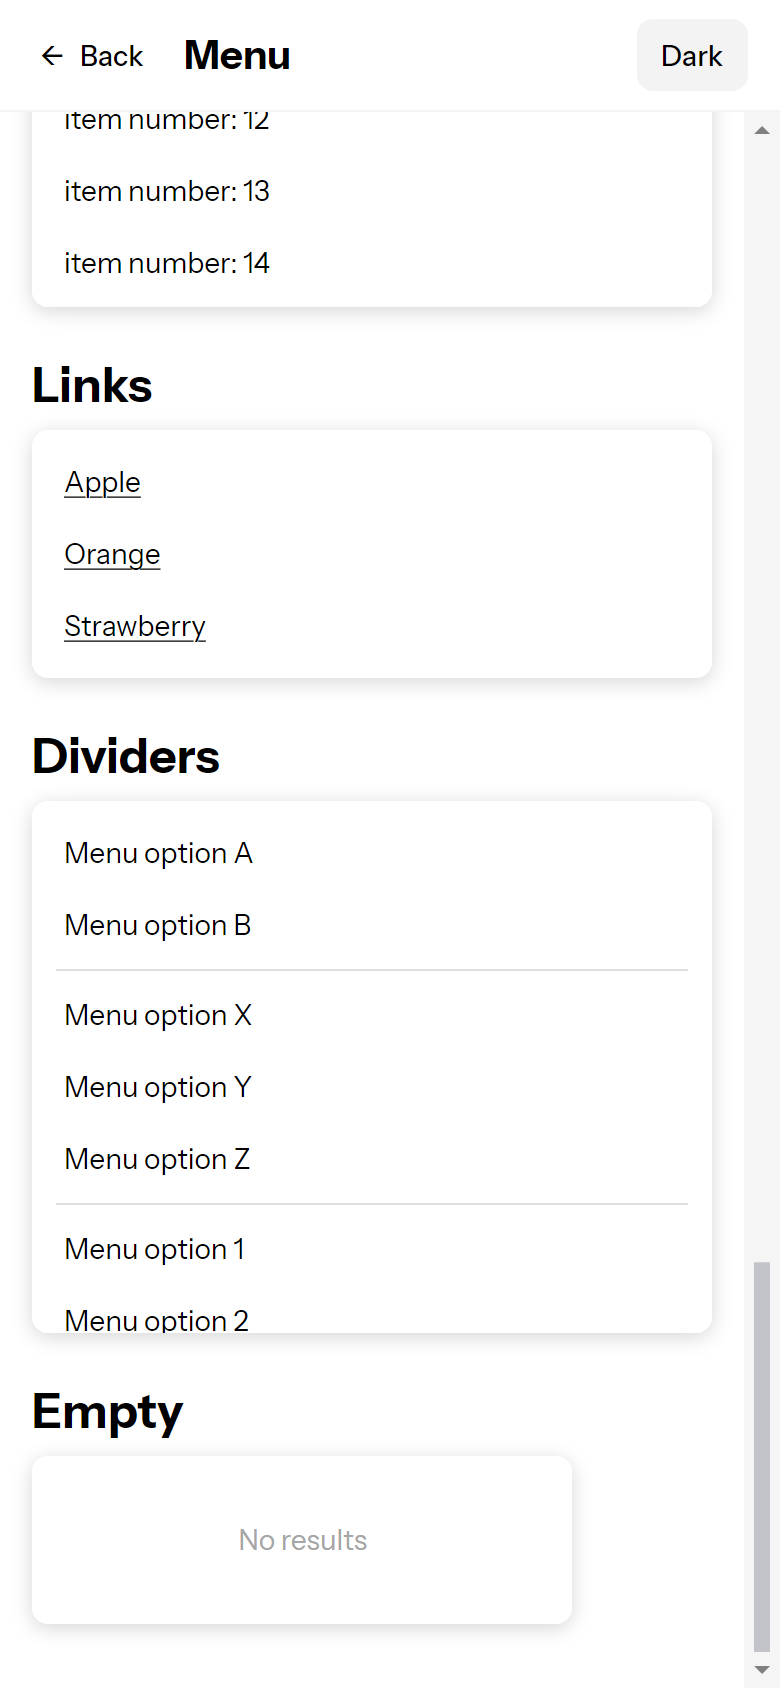 Back
Menu
Dark
item number: 12
item number: 13
item number: 14
Links
Apple
Orange
Strawberry
Dividers
Menu option A
Menu option B
Menu option X
Menu option Y
Menu option Z
Menu option 1
Menu option 2
Empty
No results